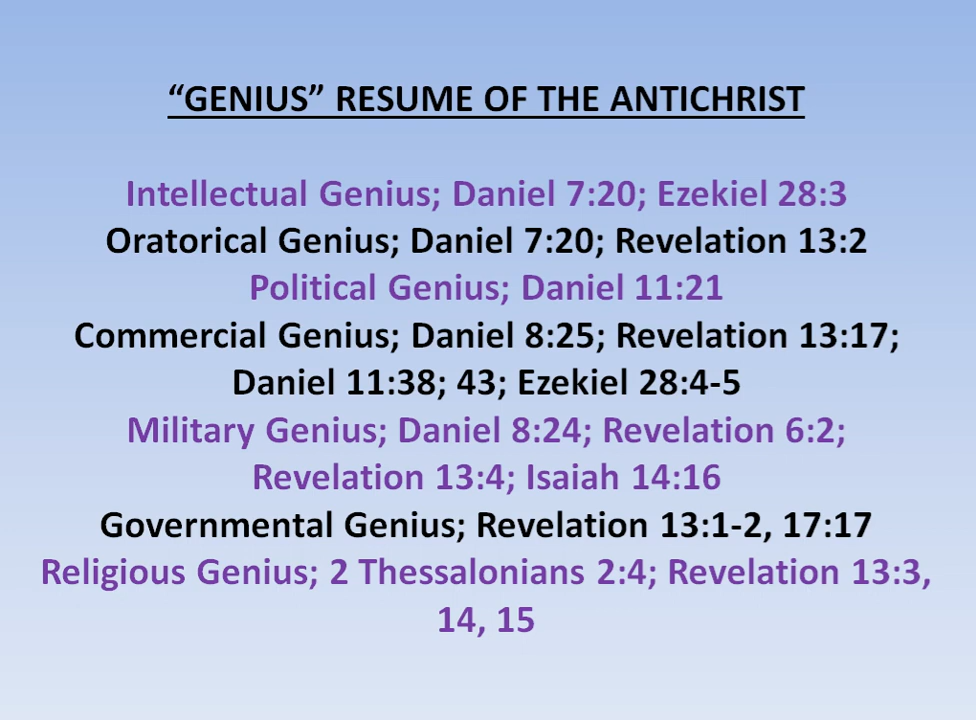 “GENIUS” RESUME OF THE ANTICHRIST
Intellectual Genius; Daniel 7:20; Ezekiel 28:3
Oratorical Genius; Daniel 7:20; Revelation 13:2
Political Genius; Daniel 11:21
Commercial Genius; Daniel 8:25; Revelation 13:17;
Daniel 11:38; 43; Ezekiel 28:4-5
Military Genius; Daniel 8:24; Revelation 6:2;
Revelation 13:4; Isaiah 14:16
Governmental Genius; Revelation 13:1-2, 17:17
Religious Genius; 2 Thessalonians 2:4; Revelation 13:3,
14, 15